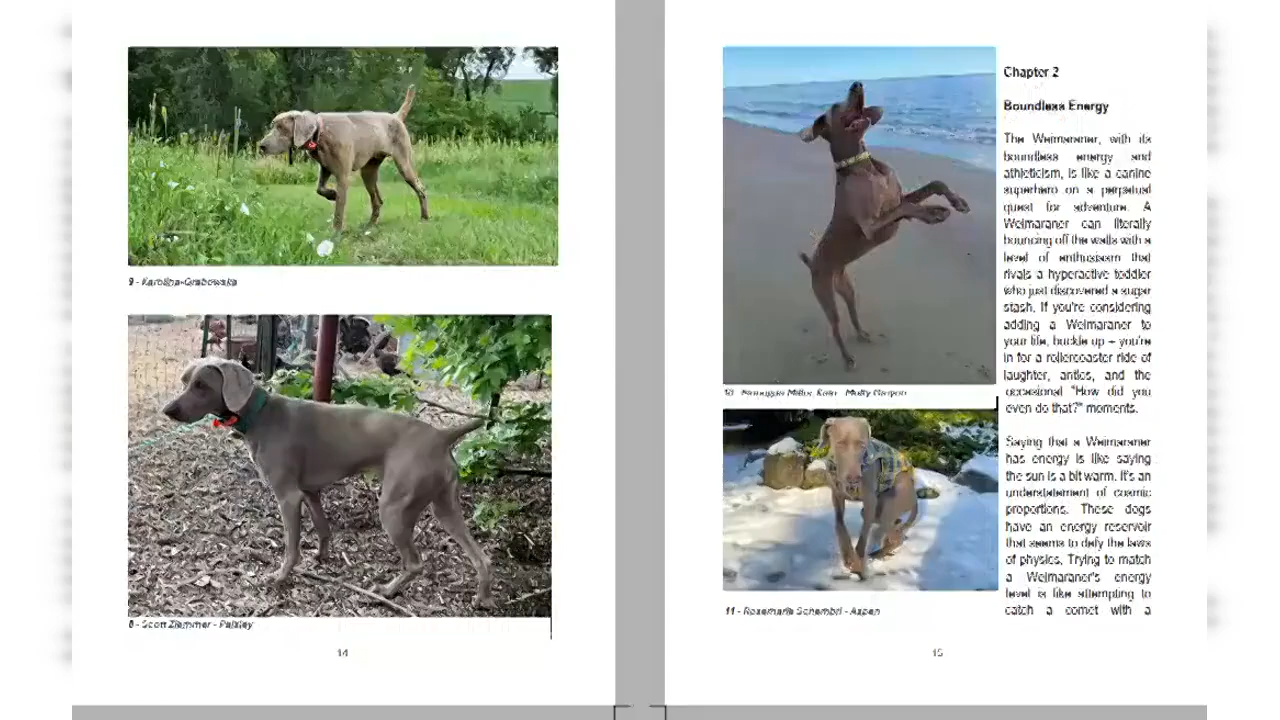 9 - Karolina-Grabowska
8 - Scott Ziemmer - Paisley
14
10 -
11 - Rosemarie Schembri - Aspen
Chapter 2
Boundless Energy
The Weimaraner, with its
boundless energy and
athleticism, is like a canine
superhero on a perpetual
quest for adventure. A
Weimaraner can literally
bouncing off the walls with a
level of enthusiasm that
rivals a hyperactive toddler
who just discovered a sugar
stash. If you're considering
adding a Weimaraner to
your life, buckle up – you're
in for a rollercoaster ride of
laughter, antics, and the
occasional "How did you
even do that?" moments.
Saying that a Weimaraner
has energy is like saying
the sun is a bit warm. It's an
understatement of cosmic
proportions. These dogs
have an energy reservoir
that seems to defy the laws
of physics. Trying to match
a Weimaraner's energy
level is like attempting to
catch a comet with a
15